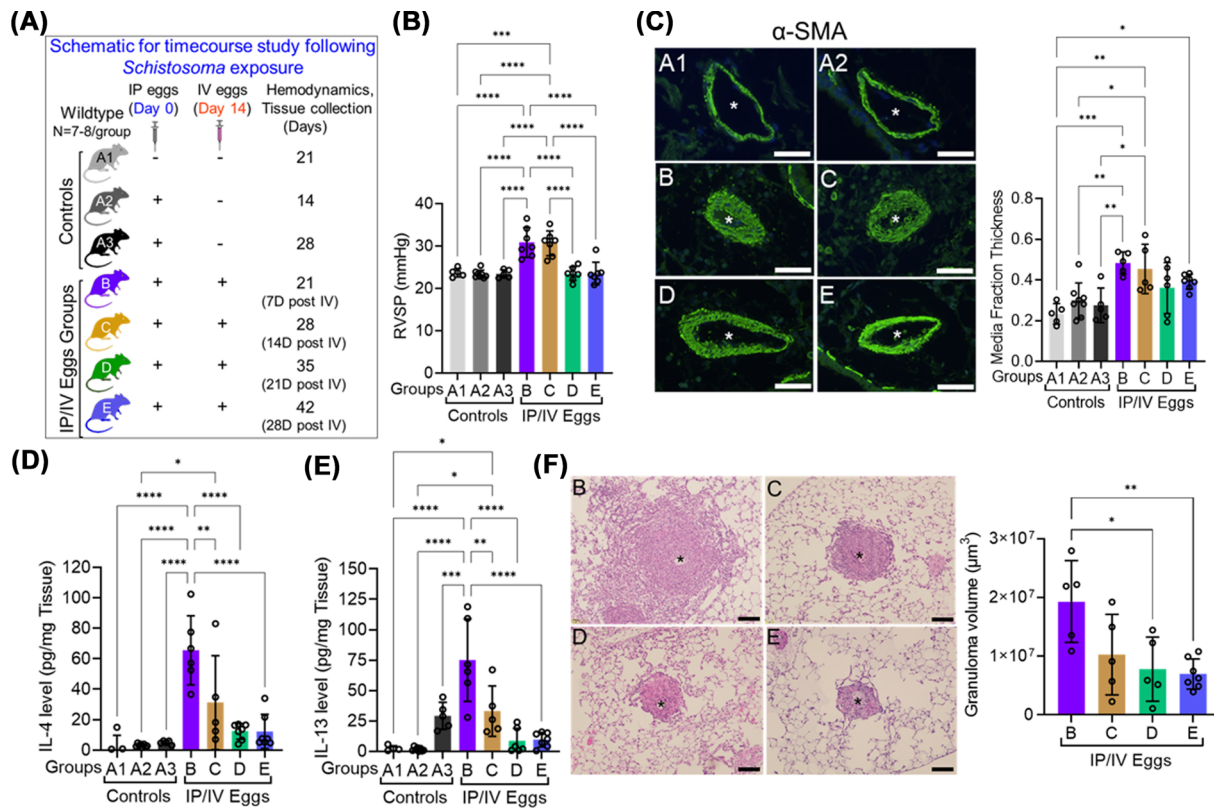 (A)
Schematic for timecourse study following
Schistosoma exposure
IP eggs IV eggs Hemodynamics,
(Day 0) (Day 14) Tissue collection
(Days)
Wildtype
N=7-8/group
Controls
A1 - - 21
A2 + - 14
A3 + - 28
IP/IV Eggs Groups
B + + 21
(7D post IV)
C + + 28
(14D post IV)
D + + 35
(21D post IV)
E + + 42
(28D post IV)
(B)
***
****
**** ****
**** ****
**** ****
**** ****
RVSP (mmHg)
40
30
20
10
0
Groups A1 A2 A3 B C D E
Controls IP/IV Eggs
(C)
α-SMA
A1 A2
* *
B C
* *
D E
* *
*
**
*
***
*
**
**
Media Fraction Thickness
0.8
0.6
0.4
0.2
0.0
Groups A1 A2 A3 B C D E
Controls IP/IV Eggs
(D)
*
**** ****
**** **
**** ****
IL-4 level (pg/mg Tissue)
120
100
80
60
40
20
0
Groups A1 A2 A3 B C D E
Controls IP/IV Eggs
(E)
*
*
**** ****
**** **
*** ****
IL-13 level (pg/mg Tissue)
150
125
100
75
50
25
0
Groups A1 A2 A3 B C D E
Controls IP/IV Eggs
(F)
B C
* *
D E
* *
**
*
Granuloma volume (µm³)
3×10⁷
2×10⁷
1×10⁷
0
B C D E
IP/IV Eggs